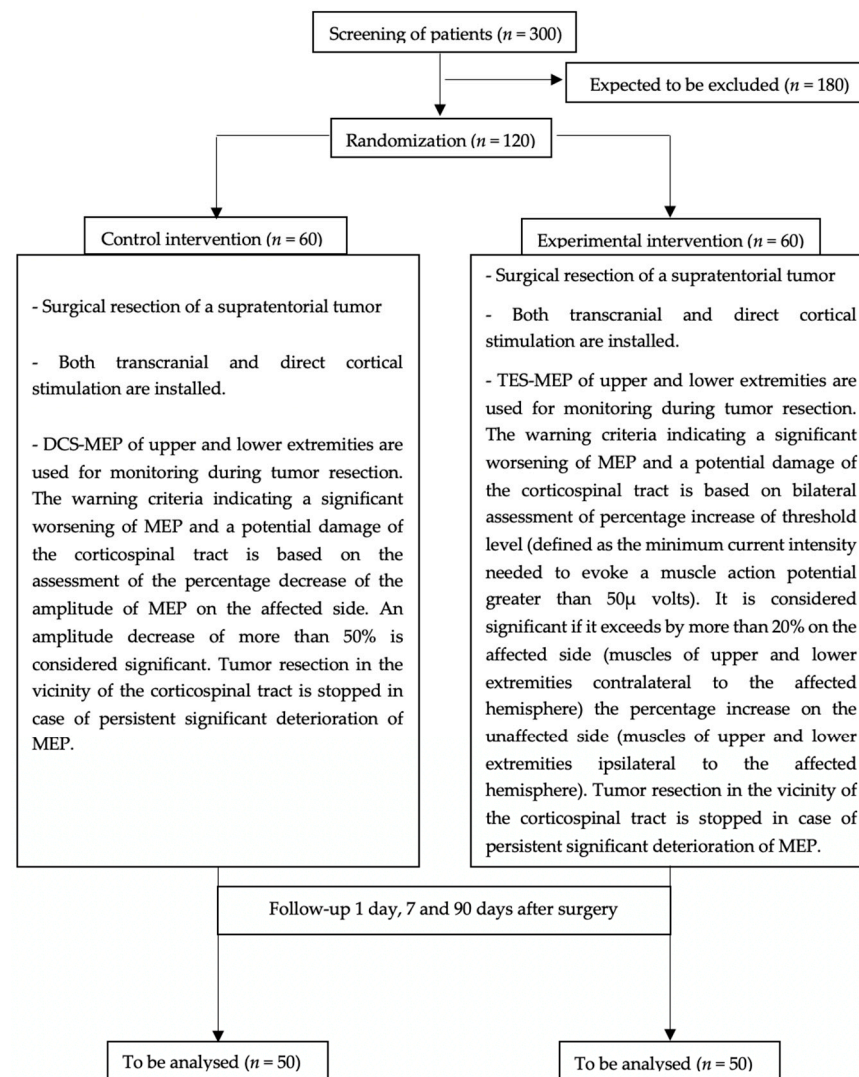 Screening of patients (n = 300)
Expected to be excluded (n = 180)
Randomization (n = 120)
Control intervention (n = 60)
- Surgical resection of a supratentorial tumor
- Both transcranial and direct cortical
stimulation are installed.
- DCS-MEP of upper and lower extremities are
used for monitoring during tumor resection.
The warning criteria indicating a significant
worsening of MEP and a potential damage of
the corticospinal tract is based on the
assessment of the percentage decrease of the
amplitude of MEP on the affected side. An
amplitude decrease of more than 50% is
considered significant. Tumor resection in the
vicinity of the corticospinal tract is stopped in
case of persistent significant deterioration of
MEP.
Experimental intervention (n = 60)
- Surgical resection of a supratentorial tumor
- Both transcranial and direct cortical
stimulation are installed.
- TES-MEP of upper and lower extremities are
used for monitoring during tumor resection.
The warning criteria indicating a significant
worsening of MEP and a potential damage of
the corticospinal tract is based on bilateral
assessment of percentage increase of threshold
level (defined as the minimum current intensity
needed to evoke a muscle action potential
greater than 50μ volts). It is considered
significant if it exceeds by more than 20% on the
affected side (muscles of upper and lower
extremities contralateral to the affected
hemisphere) the percentage increase on the
unaffected side (muscles of upper and lower
extremities ipsilateral to the affected
hemisphere). Tumor resection in the vicinity of
the corticospinal tract is stopped in case of
persistent significant deterioration of MEP.
Follow-up 1 day, 7 and 90 days after surgery
To be analysed (n = 50)
To be analysed (n = 50)